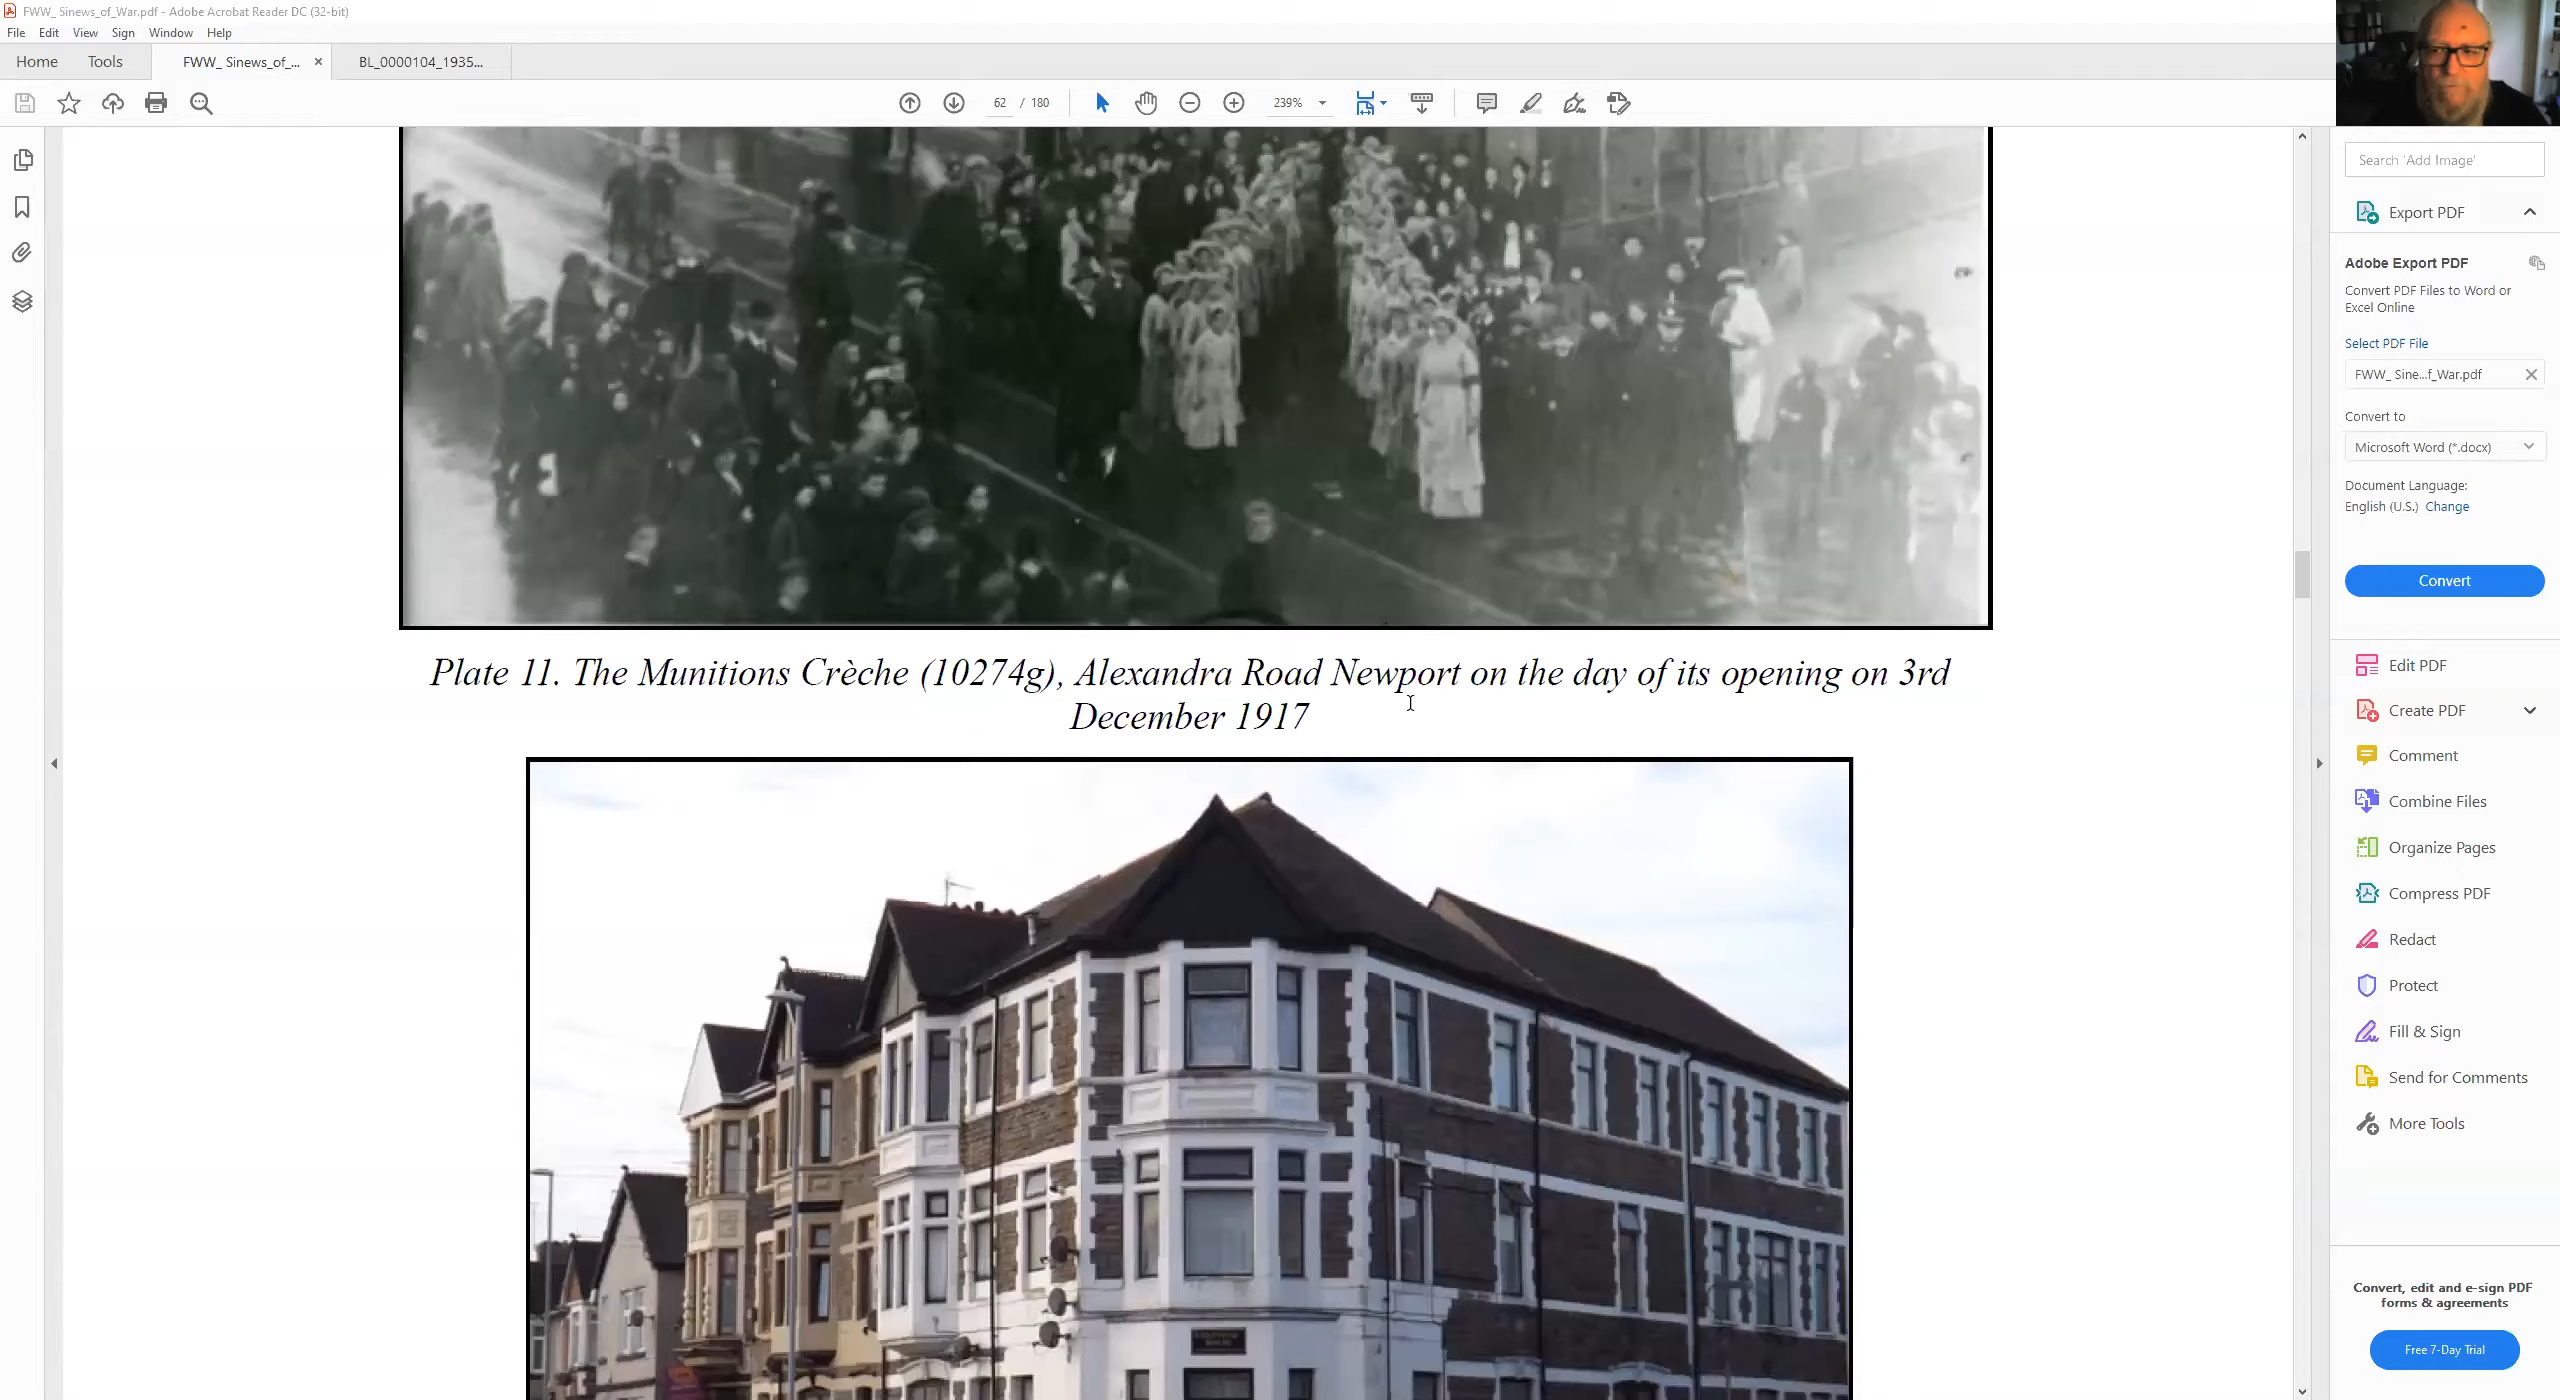 FWW_ Sinews_of_War.pdf - Adobe Acrobat Reader DC (32-bit)
File Edit View Sign Window Help
Home Tools FWW_ Sinews_of_... × BL_0000104_1935...
62 / 180 239%
Search 'Add Image'
Export PDF
Adobe Export PDF
Convert PDF Files to Word or
Excel Online
Select PDF File
FWW_ Sine...f_War.pdf
Convert to
Microsoft Word (*.docx)
Document Language:
English (U.S.) Change
Convert
Plate 11. The Munitions Crèche (10274g), Alexandra Road Newport on the day of its opening on 3rd
December 1917
Edit PDF
Create PDF
Comment
Combine Files
Organize Pages
Compress PDF
Redact
Protect
Fill & Sign
Send for Comments
More Tools
Convert, edit and e-sign PDF
forms & agreements
Free 7-Day Trial